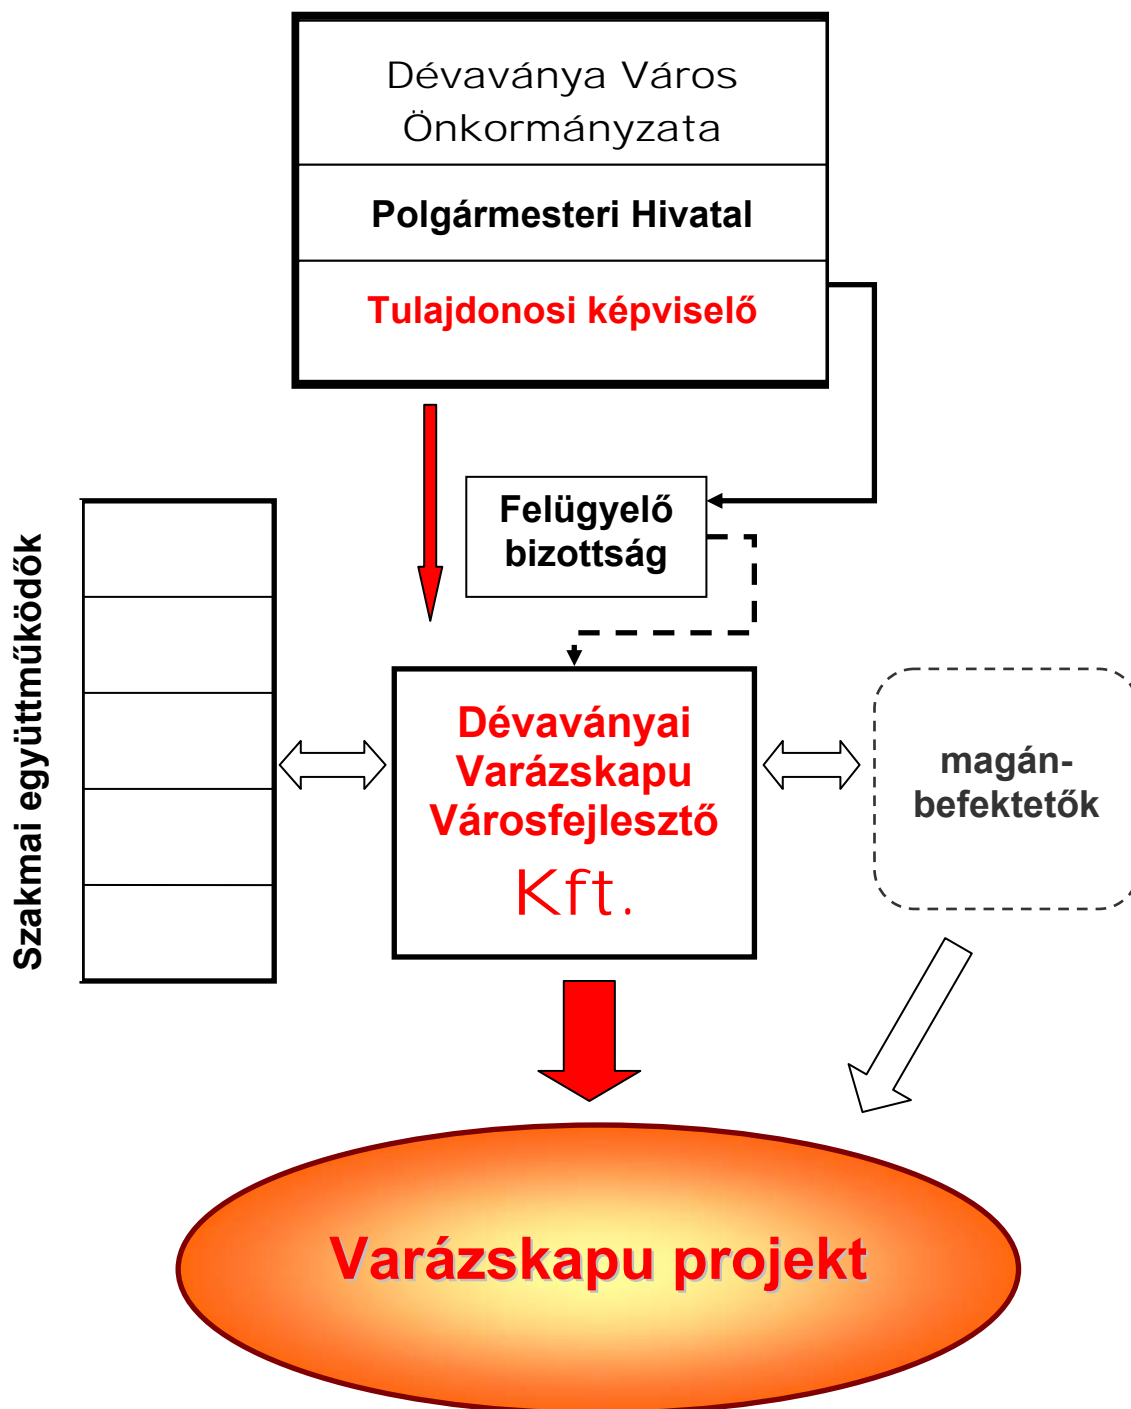 Dévaványa Város
Önkormányzata
Polgármesteri Hivatal
Tulajdonosi képviselő
Felügyelő
bizottság
Szakmai együttműködők
Dévaványai
Varázskapu
Városfejlesztő
Kft.
magán-
befektetők
Varázskapu projekt